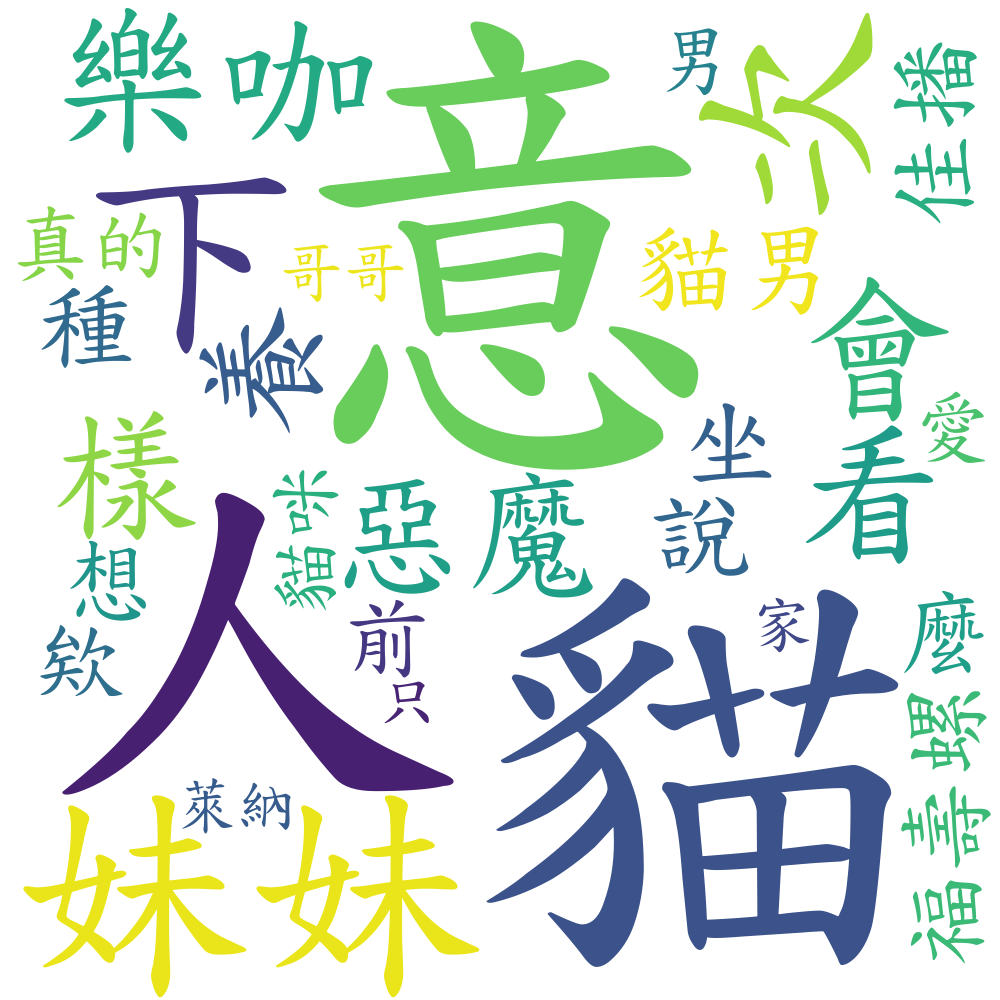 樂咖
意
男
次
佳播
下
真的
哥哥
貓男
種
養
會
樣
坐
愛
看
貓咪
惡魔
說
想
人
貓
前
家
麼
欸
只
福壽螺
萊納
妹妹